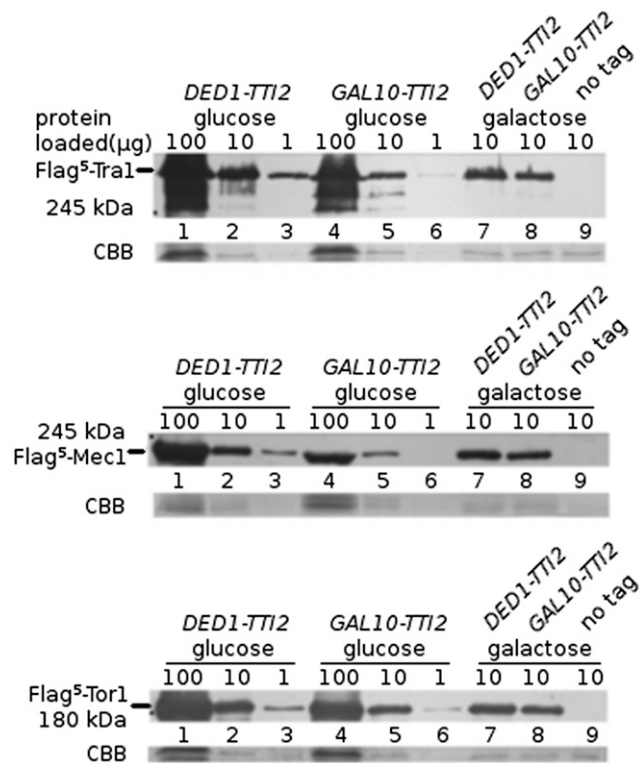 DED1-TTI2 GAL10-TTI2 no tag
DED1-TTI2 GAL10-TTI2
protein glucose glucose galactose
loaded(µg) 100 10 1 100 10 1 10 10 10
Flag⁵-Tra1
245 kDa
1 2 3 4 5 6 7 8 9
CBB
DED1-TTI2 GAL10-TTI2 no tag
DED1-TTI2 GAL10-TTI2
glucose glucose galactose
100 10 1 100 10 1 10 10 10
245 kDa
Flag⁵-Mec1
1 2 3 4 5 6 7 8 9
CBB
DED1-TTI2 GAL10-TTI2 no tag
DED1-TTI2 GAL10-TTI2
glucose glucose galactose
100 10 1 100 10 1 10 10 10
Flag⁵-Tor1
180 kDa
1 2 3 4 5 6 7 8 9
CBB